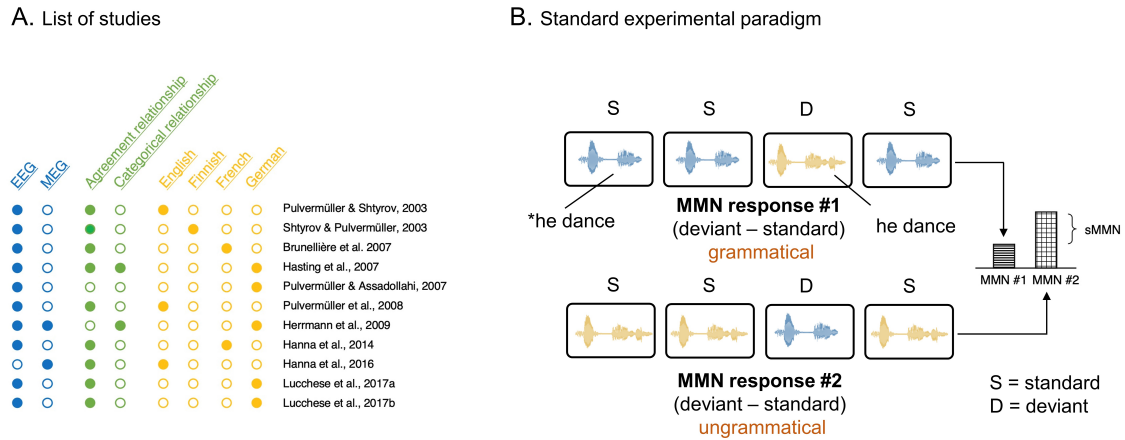 A. List of studies
EEG
MEG
Agreement relationship
Categorical relationship
English
Finnish
French
German
Pulvermüller & Shtyrov, 2003
Shtyrov & Pulvermüller, 2003
Brunellière et al. 2007
Hasting et al., 2007
Pulvermüller & Assadollahi, 2007
Pulvermüller et al., 2008
Herrmann et al., 2009
Hanna et al., 2014
Hanna et al., 2016
Lucchese et al., 2017a
Lucchese et al., 2017b
B. Standard experimental paradigm
S S D S
*he dance
he dance
MMN response #1
(deviant – standard)
grammatical
sMMN
MMN #1 MMN #2
S S D S
MMN response #2
(deviant – standard)
ungrammatical
S = standard
D = deviant